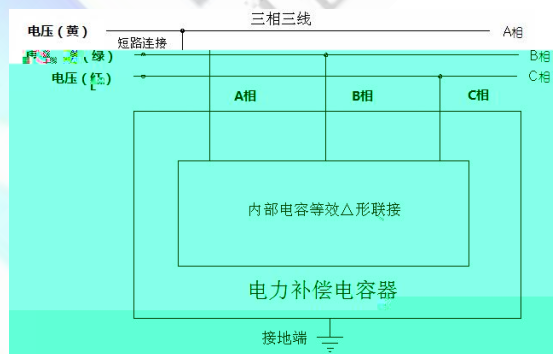 三相三线
电压（黄） A相
短路连接
（绿） B相
电压（红） C相
A相 B相 C相
内部电容等效△形联接
电力补偿电容器
接地端